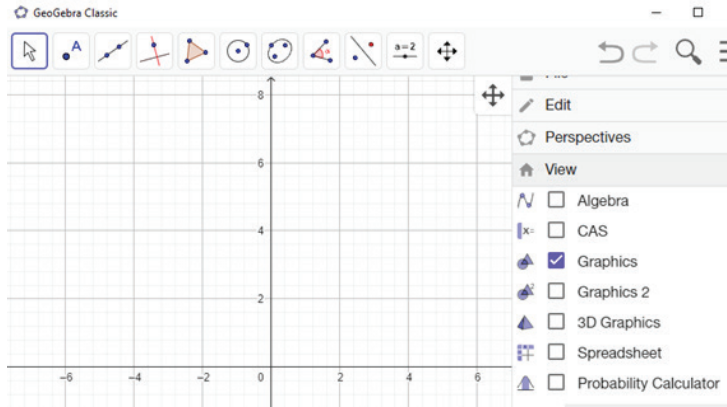 GeoGebra Classic
A
a
a=2
Edit
Perspectives
View
Algebra
x=
CAS
Graphics
2
Graphics 2
3D Graphics
Spreadsheet
Probability Calculator
8
6
4
2
-6
-4
-2
0
2
4
6